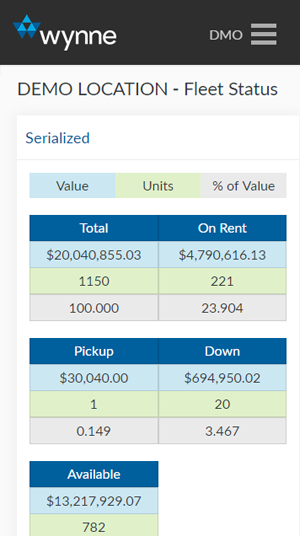 wynne
DMO
DEMO LOCATION - Fleet Status
Serialized
Value Units % of Value
Total On Rent
$20,040,855.03 $4,790,616.13
1150 221
100.000 23.904
Pickup Down
$30,040.00 $694,950.02
1 20
0.149 3.467
Available
$13,217,929.07
782